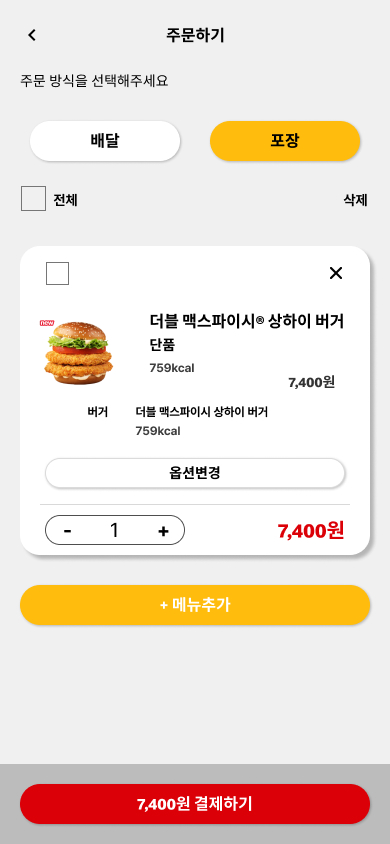 주문하기
주문 방식을 선택해주세요
배달
포장
전체
삭제
new
더블 맥스파이시® 상하이 버거
단품
759kcal
7,400원
버거
더블 맥스파이시 상하이 버거
759kcal
옵션변경
- 1 +
7,400원
+ 메뉴추가
7,400원 결제하기